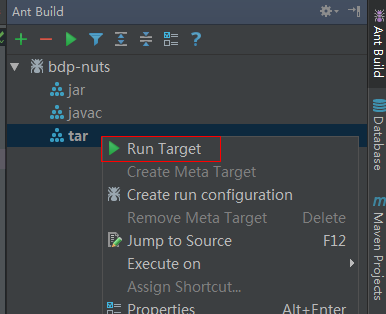 Ant Build
bdp-nuts
jar
javac
tar
Run Target
Create Meta Target
Create run configuration
Remove Meta Target Delete
Jump to Source F12
Execute on
Assign Shortcut...
Properties Alt+Enter
Ant Build
Database
Maven Projects